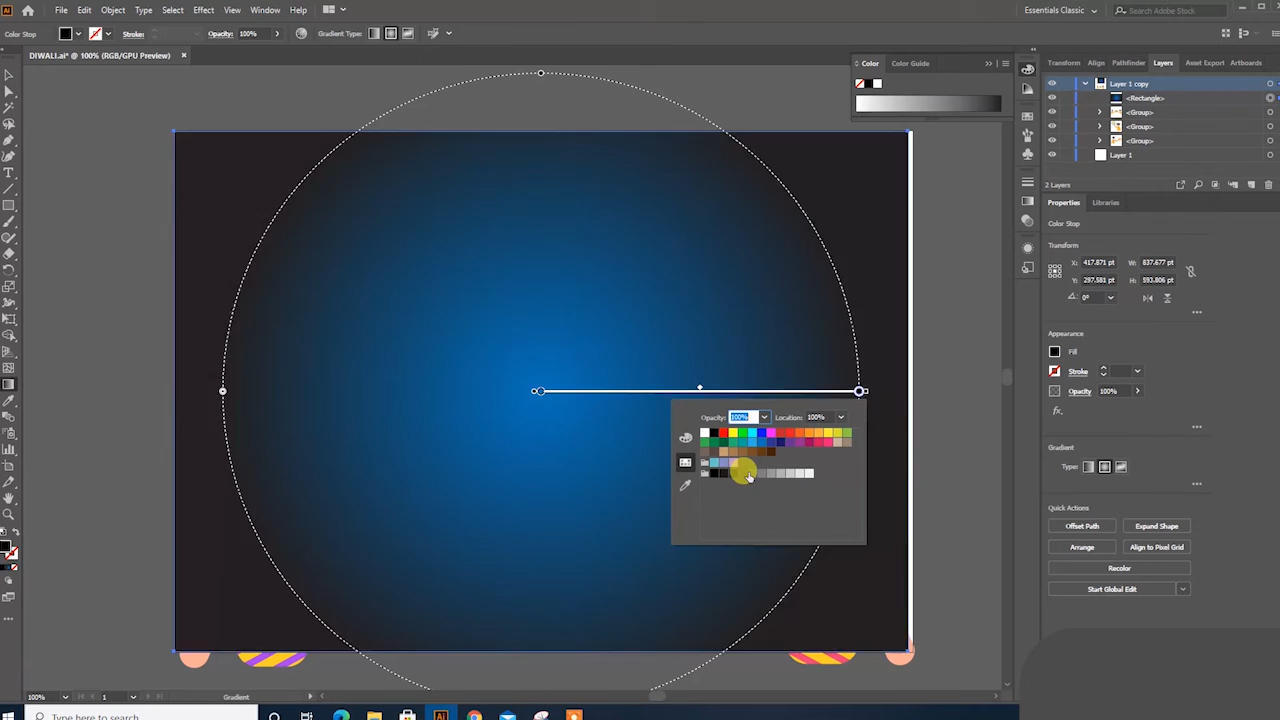 Ai File Edit Object Type Select Effect View Window Help Essentials Classic Search Adobe Stock
Color Stop Stroke: Opacity: 100% Gradient Type:
DIWALI.ai* @ 100% (RGB/GPU Preview)
Color Color Guide
Transform Align Pathfinder Layers Asset Export Artboards
Layer 1 copy
<Rectangle>
<Group>
<Group>
<Group>
Layer 1
2 Layers
Properties Libraries
Color Stop
Transform
X: 417.871 pt W: 837.677 pt
Y: 297.581 pt H: 593.806 pt
0°
Appearance
Fill
Stroke
Opacity 100%
fx.
Gradient
Type:
Quick Actions
Offset Path Expand Shape
Arrange Align to Pixel Grid
Recolor
Start Global Edit
Opacity: 100% Location: 100%
100% 1 Gradient
Type here to search Ai